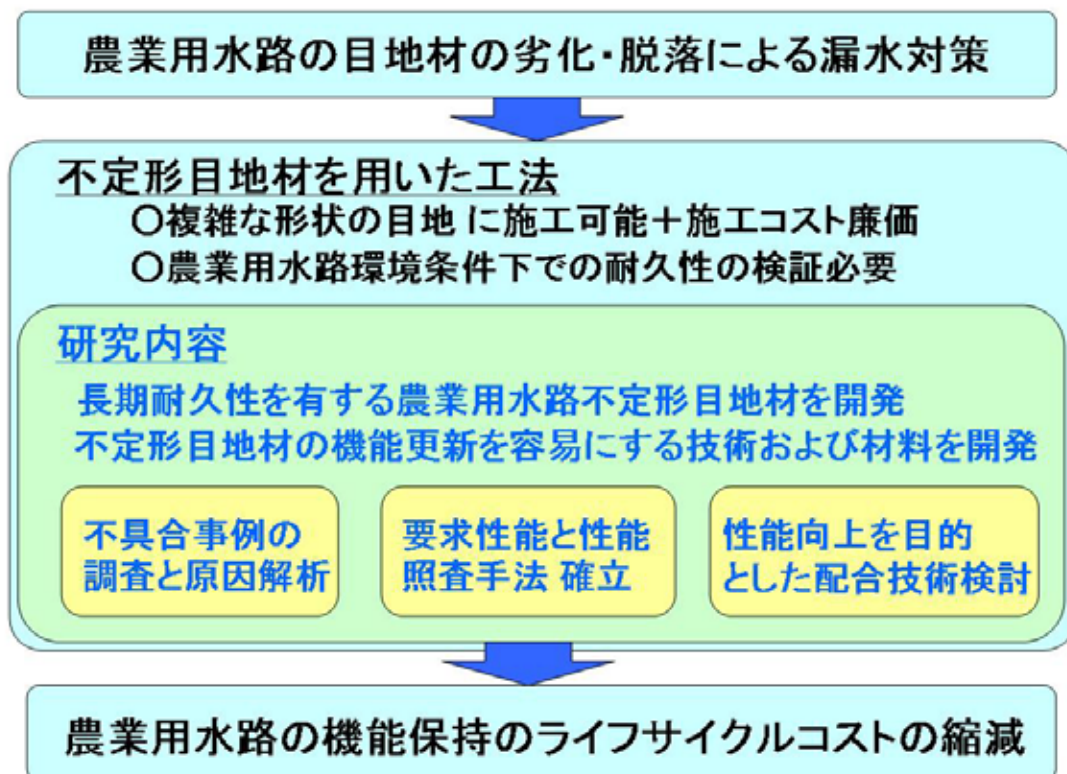 農業用水路の目地材の劣化・脱落による漏水対策
不定形目地材を用いた工法
○複雑な形状の目地 に施工可能＋施工コスト廉価
○農業用水路環境条件下での耐久性の検証必要
研究内容
長期耐久性を有する農業用水路不定形目地材を開発
不定形目地材の機能更新を容易にする技術および材料を開発
不具合事例の
調査と原因解析
要求性能と性能
照査手法 確立
性能向上を目的
とした配合技術検討
農業用水路の機能保持のライフサイクルコストの縮減